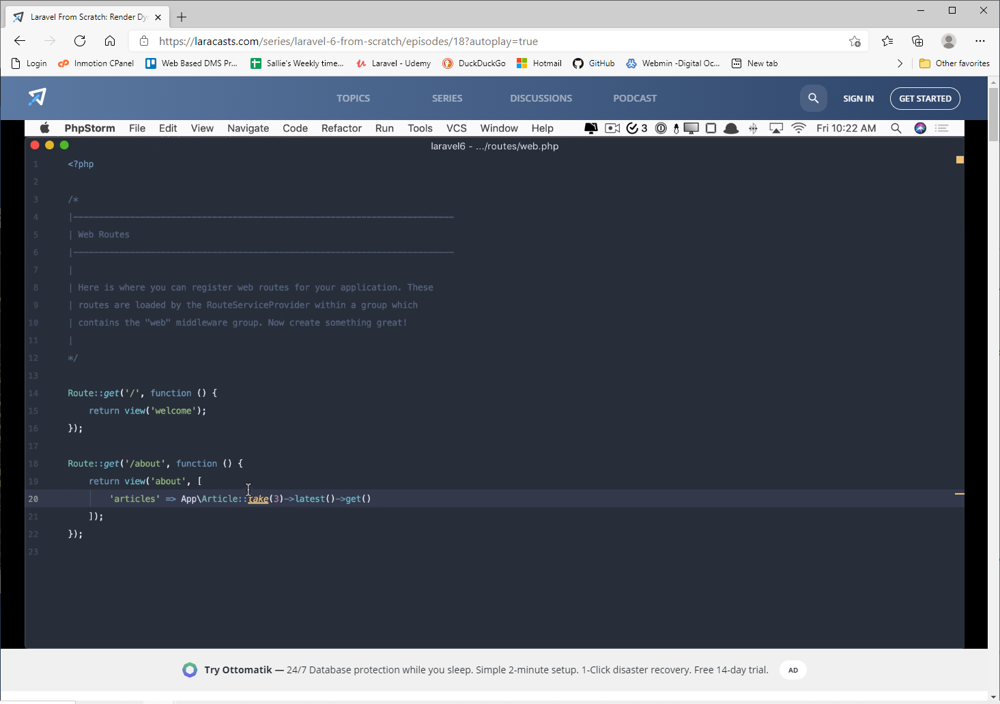 Laravel From Scratch: Render Dy
https://laracasts.com/series/laravel-6-from-scratch/episodes/18?autoplay=true
Login Inmotion CPanel Web Based DMS Pr... Sallie's Weekly time... Laravel - Udemy DuckDuckGo Hotmail GitHub Webmin -Digital Oc... New tab Other favorites
TOPICS SERIES DISCUSSIONS PODCAST SIGN IN GET STARTED
PhpStorm File Edit View Navigate Code Refactor Run Tools VCS Window Help 3 Fri 10:22 AM
laravel6 - .../routes/web.php
1 <?php
2
3 /*
4 |--------------------------------------------------------------------------
5 | Web Routes
6 |--------------------------------------------------------------------------
7 |
8 | Here is where you can register web routes for your application. These
9 | routes are loaded by the RouteServiceProvider within a group which
10 | contains the "web" middleware group. Now create something great!
11 |
12 */
13
14 Route::get('/', function () {
15     return view('welcome');
16 });
17
18 Route::get('/about', function () {
19     return view('about', [
20         'articles' => App\Article::take(3)->latest()->get()
21     ]);
22 });
23
Try Ottomatik — 24/7 Database protection while you sleep. Simple 2-minute setup. 1-Click disaster recovery. Free 14-day trial. AD